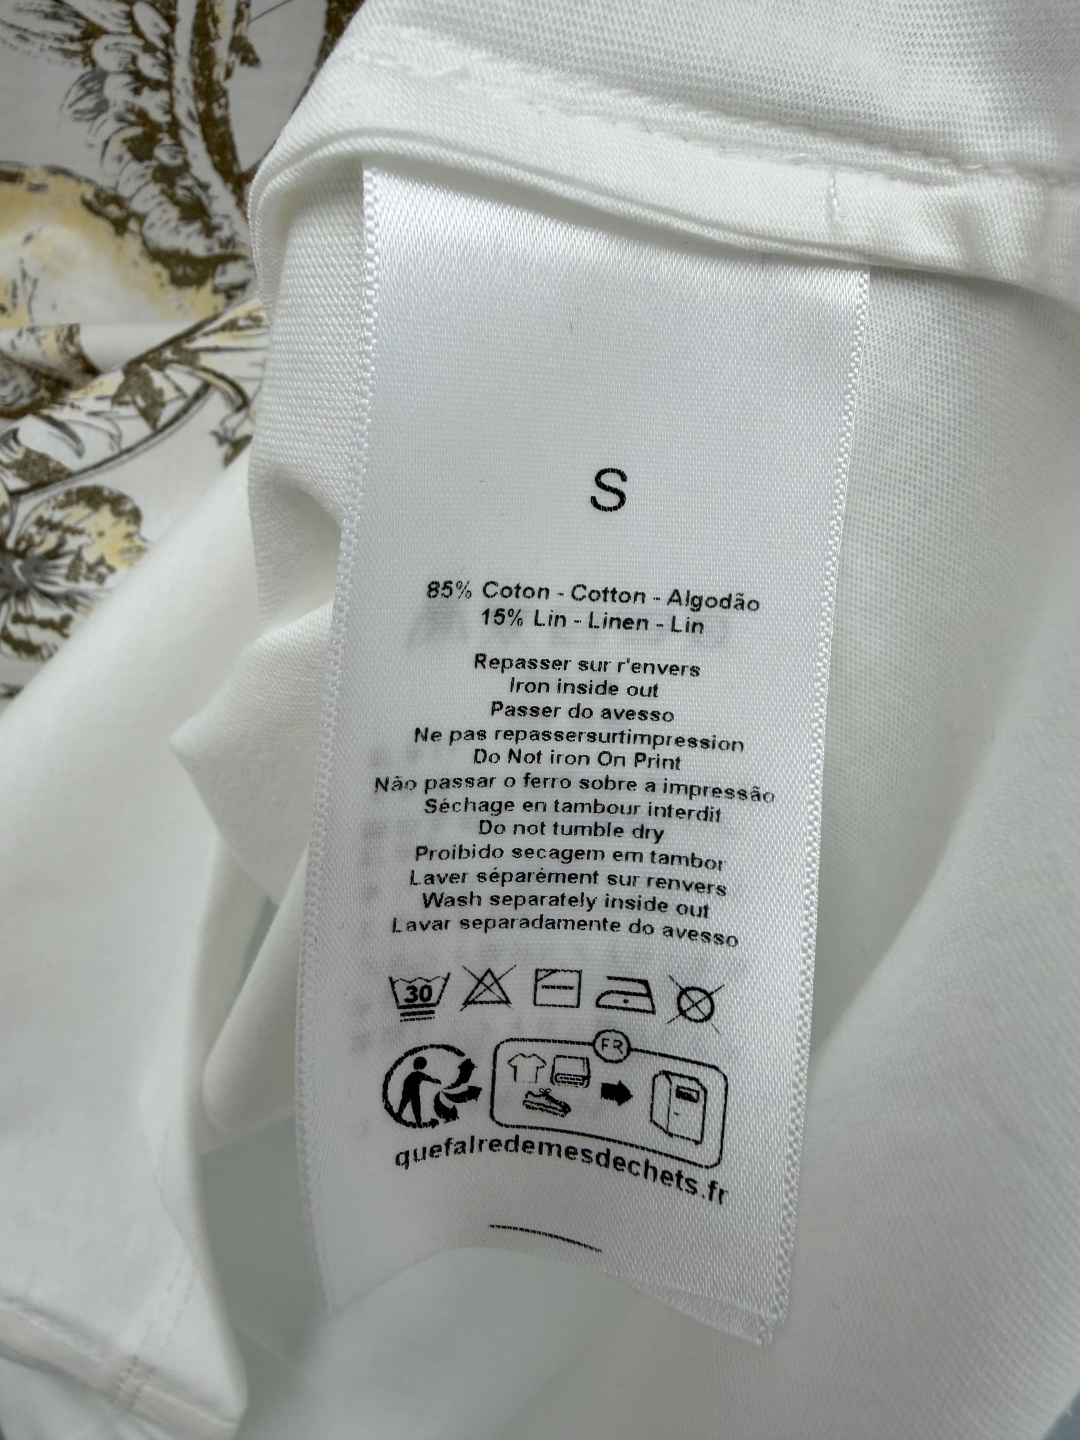 S
85% Coton - Cotton - Algodão
15% Lin - Linen - Lin
Repasser sur r'envers
Iron inside out
Passer do avesso
Ne pas repassersurtimpression
Do Not iron On Print
Não passar o ferro sobre a impressão
Séchage en tambour interdit
Do not tumble dry
Proibido secagem em tambor
Laver séparément sur renvers
Wash separately inside out
Lavar separadamente do avesso
30
FR
quefairedemesdechets.fr